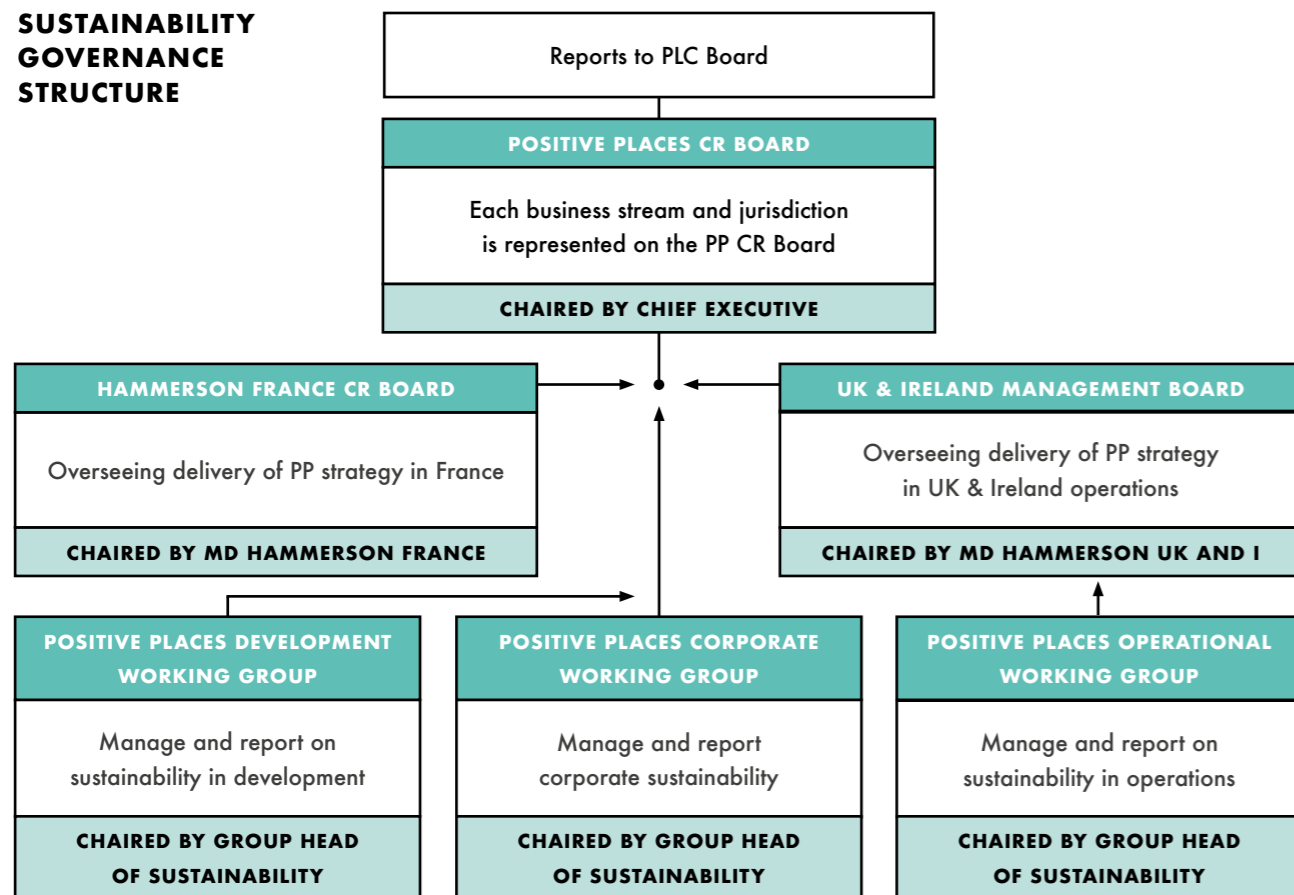 SUSTAINABILITY
GOVERNANCE
STRUCTURE
Reports to PLC Board
POSITIVE PLACES CR BOARD
Each business stream and jurisdiction
is represented on the PP CR Board
CHAIRED BY CHIEF EXECUTIVE
HAMMERSON FRANCE CR BOARD
Overseeing delivery of PP strategy in France
CHAIRED BY MD HAMMERSON FRANCE
UK & IRELAND MANAGEMENT BOARD
Overseeing delivery of PP strategy
in UK & Ireland operations
CHAIRED BY MD HAMMERSON UK AND I
POSITIVE PLACES DEVELOPMENT
WORKING GROUP
Manage and report on
sustainability in development
CHAIRED BY GROUP HEAD
OF SUSTAINABILITY
POSITIVE PLACES CORPORATE
WORKING GROUP
Manage and report
corporate sustainability
CHAIRED BY GROUP HEAD
OF SUSTAINABILITY
POSITIVE PLACES OPERATIONAL
WORKING GROUP
Manage and report on
sustainability in operations
CHAIRED BY GROUP HEAD
OF SUSTAINABILITY